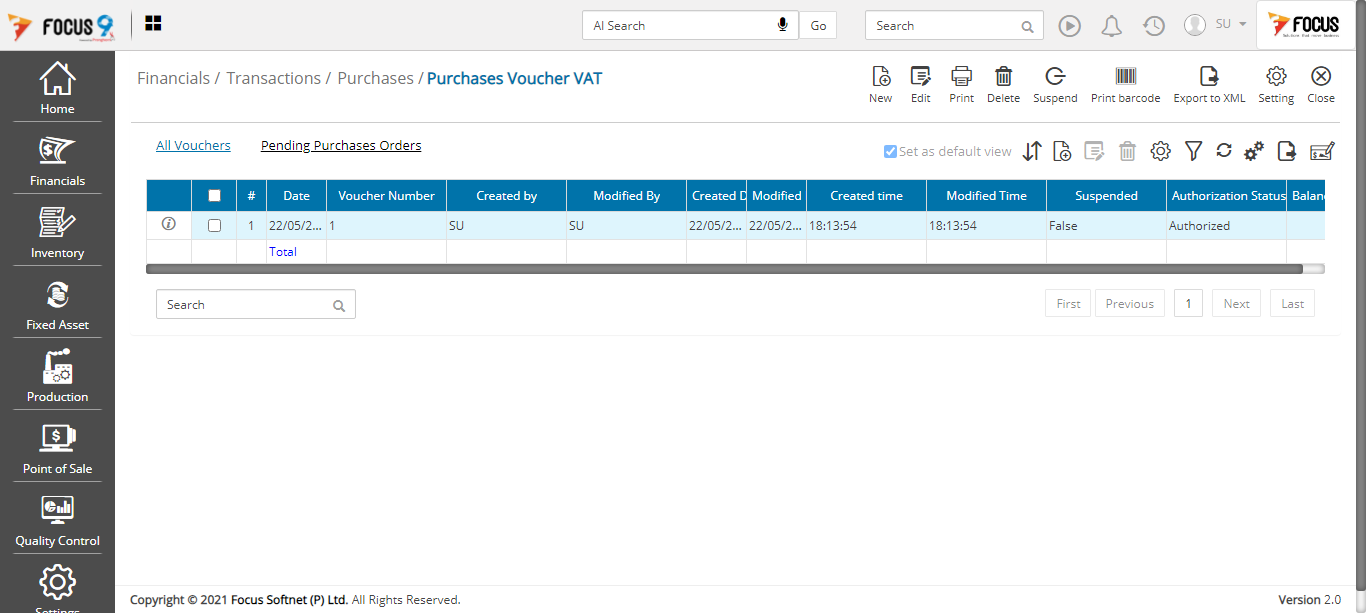 FOCUS 9
AI Search
Go
Search
SU
FOCUS
Home
Financials
Inventory
Fixed Asset
Production
Point of Sale
Quality Control
Settings
Financials / Transactions / Purchases / Purchases Voucher VAT
New Edit Print Delete Suspend Print barcode Export to XML Setting Close
All Vouchers Pending Purchases Orders
Set as default view
# Date Voucher Number Created by Modified By Created D Modified Created time Modified Time Suspended Authorization Status Balan
1 22/05/2... 1 SU SU 22/05/2... 22/05/2... 18:13:54 18:13:54 False Authorized
Total
Search
First Previous 1 Next Last
Copyright © 2021 Focus Softnet (P) Ltd. All Rights Reserved.
Version 2.0